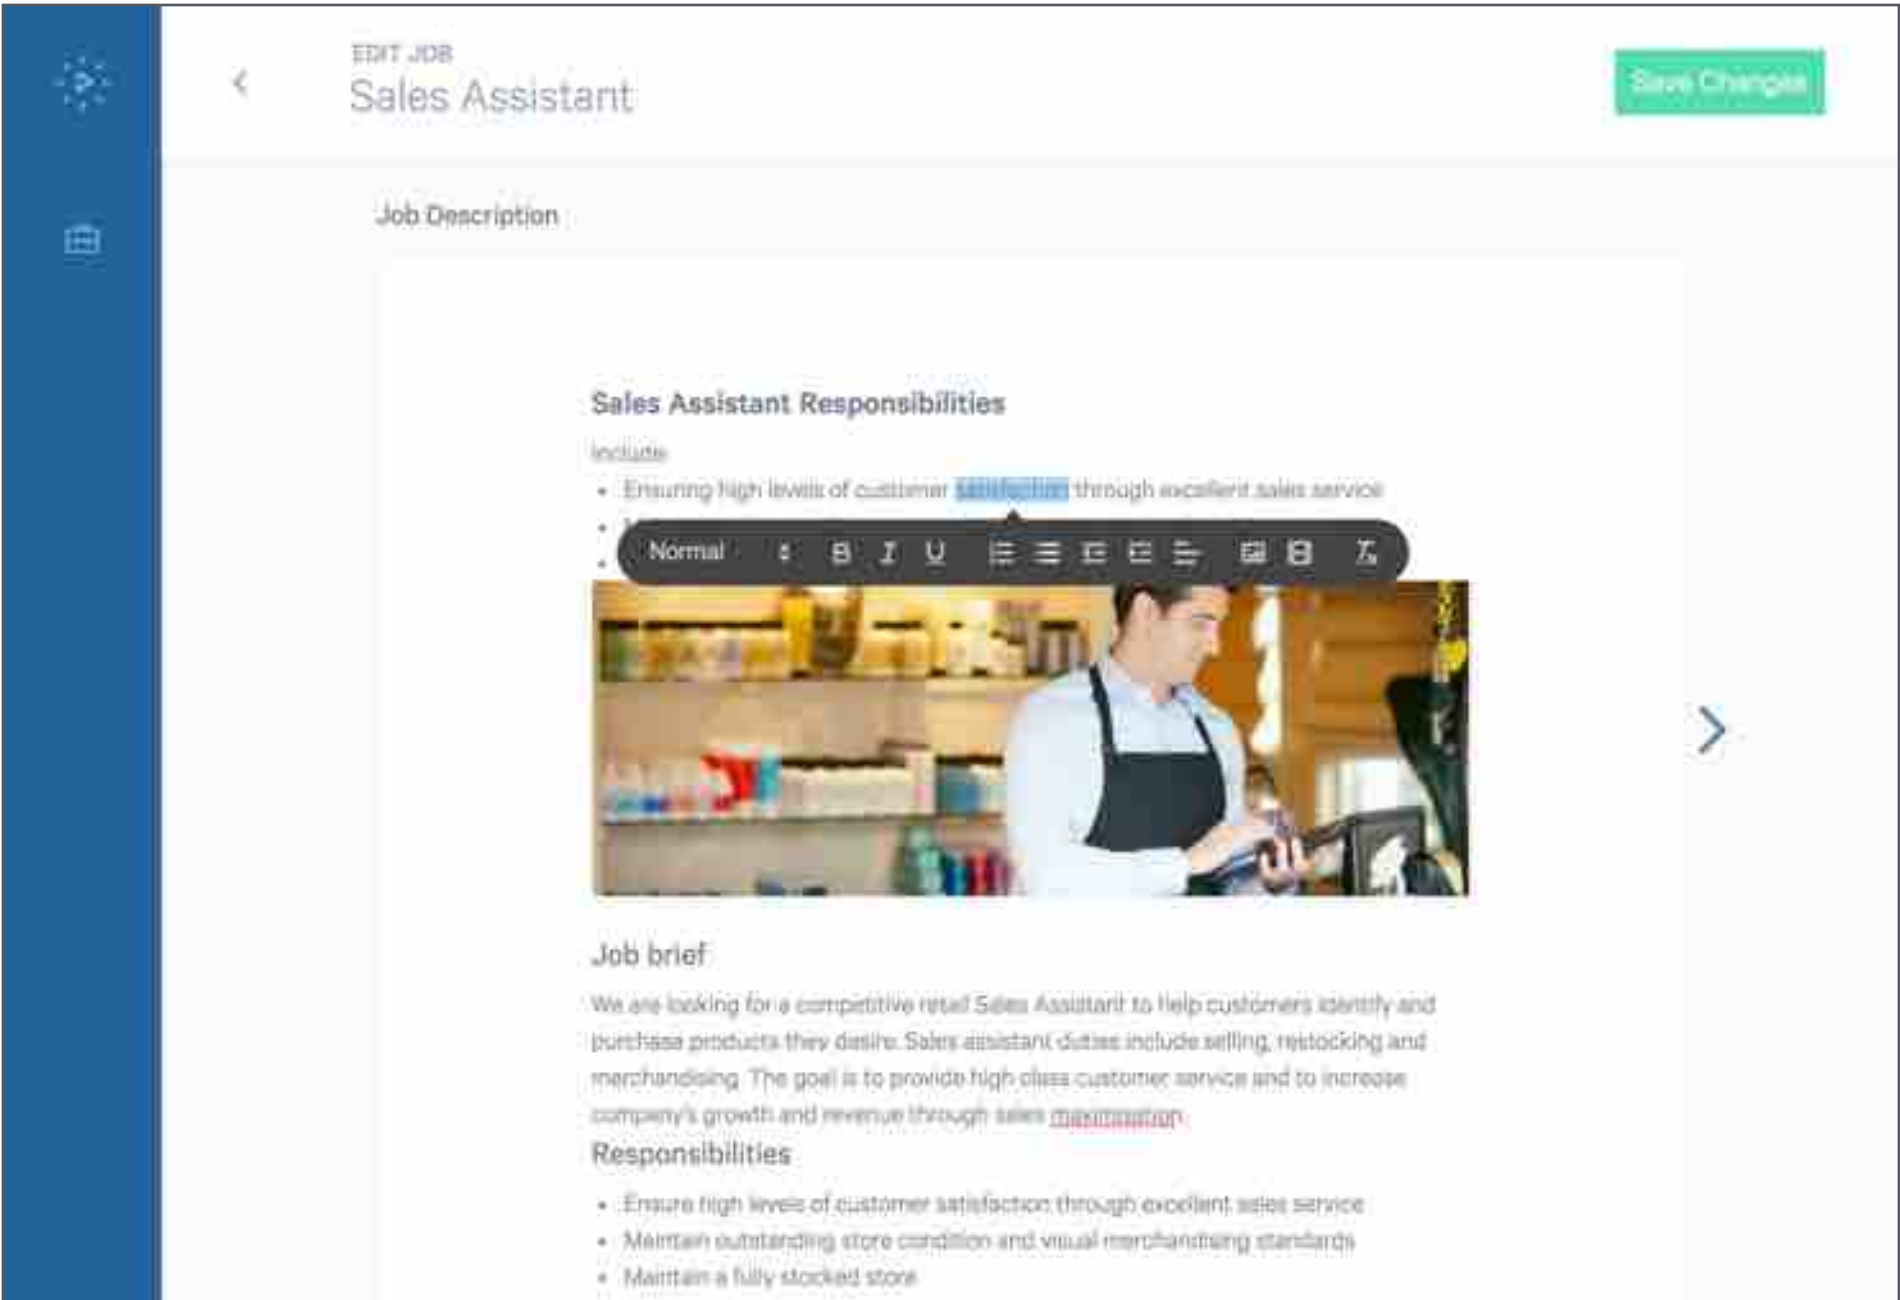 EDIT JOB
Sales Assistant
Save Changes
Job Description
Sales Assistant Responsibilities
Include
• Ensuring high levels of customer satisfaction through excellent sales service
Normal B I U
Job brief
We are looking for a competitive retail Sales Assistant to help customers identify and
purchase products they desire. Sales assistant duties include selling, restocking and
merchandising. The goal is to provide high class customer service and to increase
company's growth and revenue through sales
Responsibilities
• Ensure high levels of customer satisfaction through excellent sales service
• Maintain outstanding store condition and visual merchandising standards
• Maintain a fully stocked store